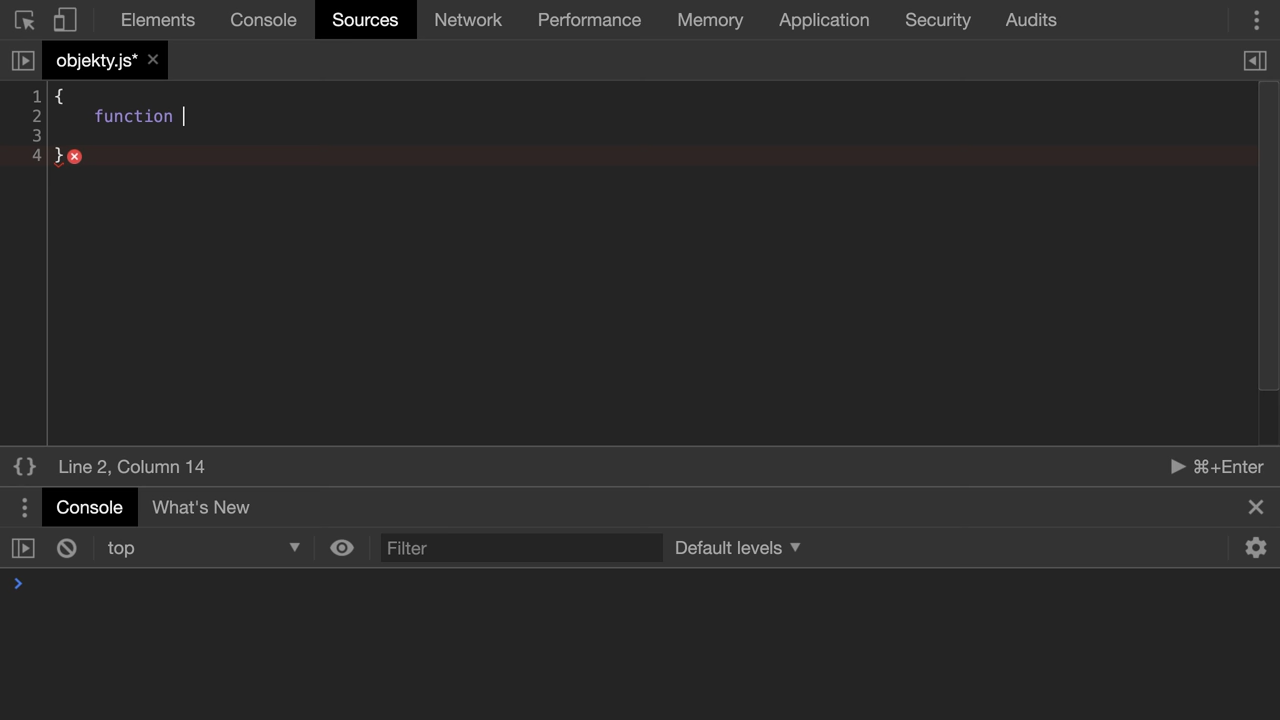 Elements Console Sources Network Performance Memory Application Security Audits
objekty.js*
1 {
2 function
3
4 }
{} Line 2, Column 14 ⌘+Enter
Console What's New
top Filter Default levels